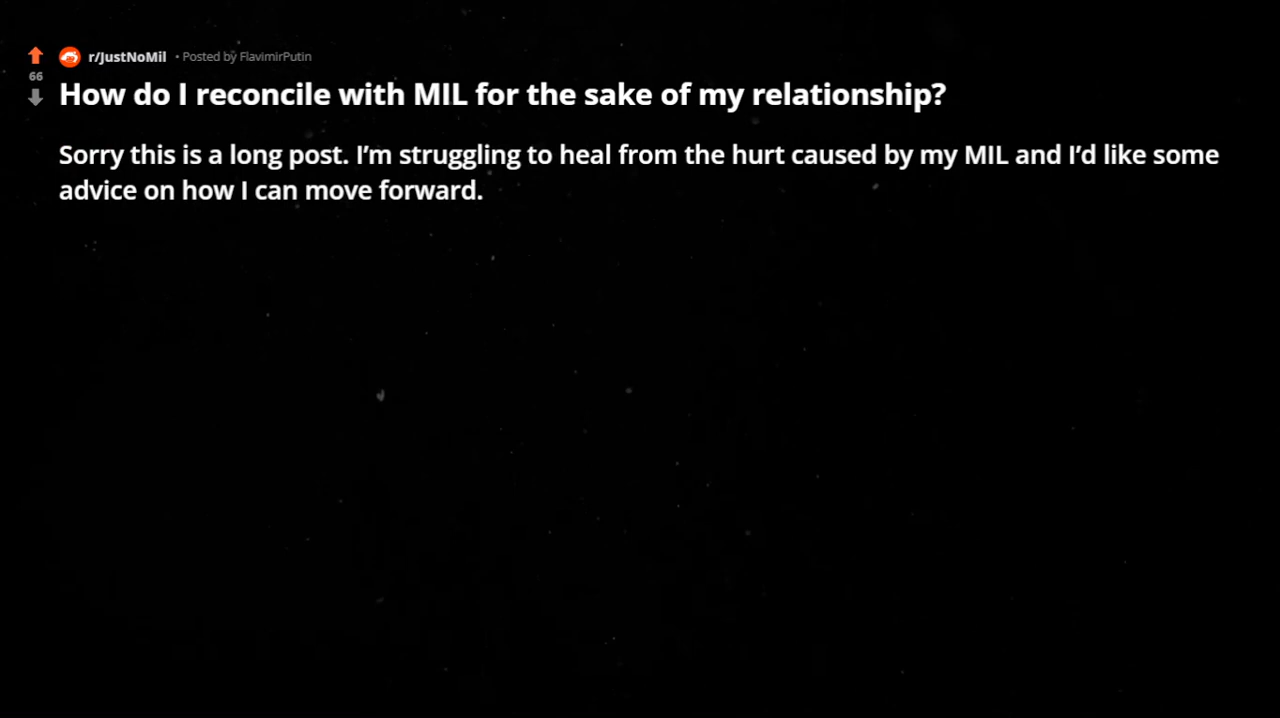 r/JustNoMil • Posted by FlavimirPutin
66
How do I reconcile with MIL for the sake of my relationship?
Sorry this is a long post. I’m struggling to heal from the hurt caused by my MIL and I’d like some
advice on how I can move forward.